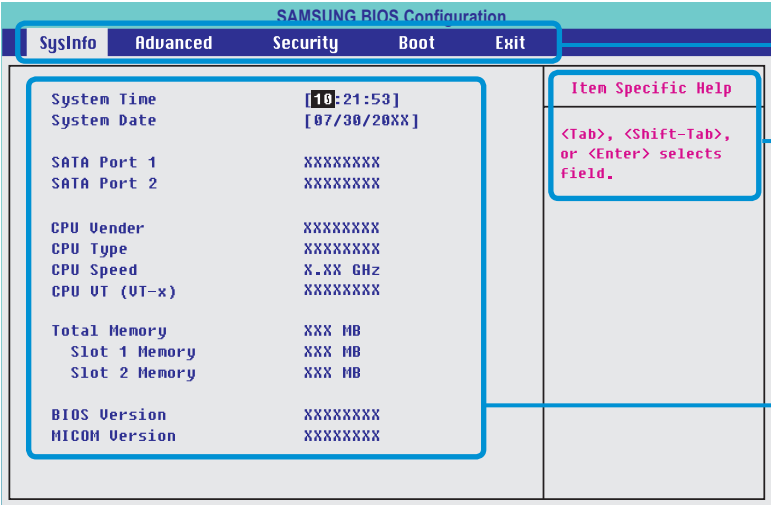 SAMSUNG BIOS Configuration
SysInfo Advanced Security Boot Exit
System Time [10:21:53]
System Date [07/30/20XX]
SATA Port 1 XXXXXXXX
SATA Port 2 XXXXXXXX
CPU Vender XXXXXXXX
CPU Type XXXXXXXX
CPU Speed X.XX GHz
CPU VT (VT-x) XXXXXXXX
Total Memory XXX MB
Slot 1 Memory XXX MB
Slot 2 Memory XXX MB
BIOS Version XXXXXXXX
MICOM Version XXXXXXXX
Item Specific Help
<Tab>, <Shift-Tab>,
or <Enter> selects
field.